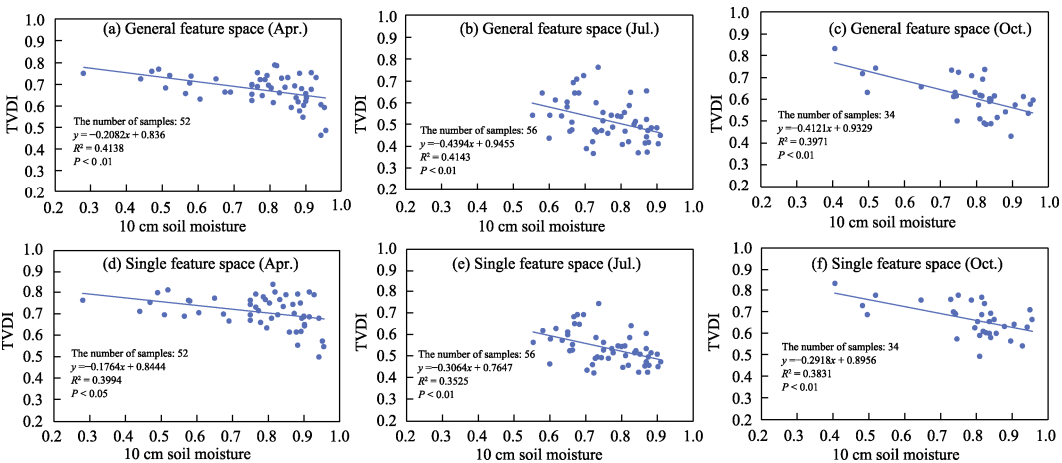 (a) General feature space (Apr.)
TVDI
1.0
0.9
0.8
0.7
0.6
0.5
0.4
0.3
0.2
The number of samples: 52
y = −0.2082x + 0.836
R² = 0.4138
P < 0 .01
0.2 0.3 0.4 0.5 0.6 0.7 0.8 0.9 1.0
10 cm soil moisture
(b) General feature space (Jul.)
TVDI
1.0
0.9
0.8
0.7
0.6
0.5
0.4
0.3
0.2
The number of samples: 56
y = −0.4394x + 0.9455
R² = 0.4143
P < 0.01
0.2 0.3 0.4 0.5 0.6 0.7 0.8 0.9 1.0
10 cm soil moisture
(c) General feature space (Oct.)
TVDI
1.0
0.9
0.8
0.7
0.6
0.5
0.4
0.3
0.2
The number of samples: 34
y = −0.4121x + 0.9329
R² = 0.3971
P < 0.01
0.2 0.3 0.4 0.5 0.6 0.7 0.8 0.9 1.0
10 cm soil moisture
(d) Single feature space (Apr.)
TVDI
1.0
0.9
0.8
0.7
0.6
0.5
0.4
0.3
0.2
The number of samples: 52
y = −0.1764x + 0.8444
R² = 0.3994
P < 0.05
0.2 0.3 0.4 0.5 0.6 0.7 0.8 0.9 1.0
10 cm soil moisture
(e) Single feature space (Jul.)
TVDI
1.0
0.9
0.8
0.7
0.6
0.5
0.4
0.3
0.2
The number of samples: 56
y = −0.3064x + 0.7647
R² = 0.3525
P < 0.01
0.2 0.3 0.4 0.5 0.6 0.7 0.8 0.9 1.0
10 cm soil moisture
(f) Single feature space (Oct.)
TVDI
1.0
0.9
0.8
0.7
0.6
0.5
0.4
0.3
0.2
The number of samples: 34
y = −0.2918x + 0.8956
R² = 0.3831
P < 0.01
0.2 0.3 0.4 0.5 0.6 0.7 0.8 0.9 1.0
10 cm soil moisture